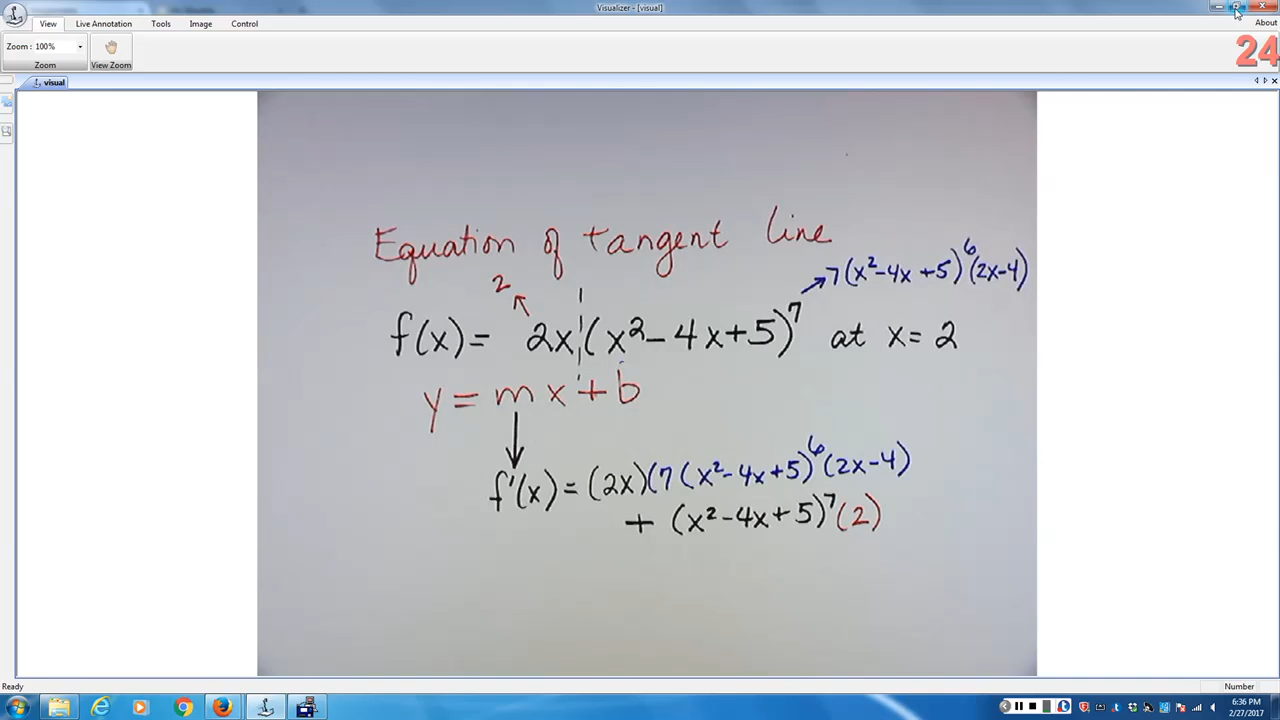 Visualizer - [visual]
View Live Annotation Tools Image Control About
Zoom : 100%
Zoom View Zoom
24
visual
Equation of tangent line
2 7(x²-4x+5)⁶(2x-4)
f(x) = 2x(x²-4x+5)⁷ at x = 2
y = mx + b
f'(x) = (2x)(7(x²-4x+5)⁶(2x-4)
+ (x²-4x+5)⁷(2)
Ready Number
6:36 PM
2/27/2017